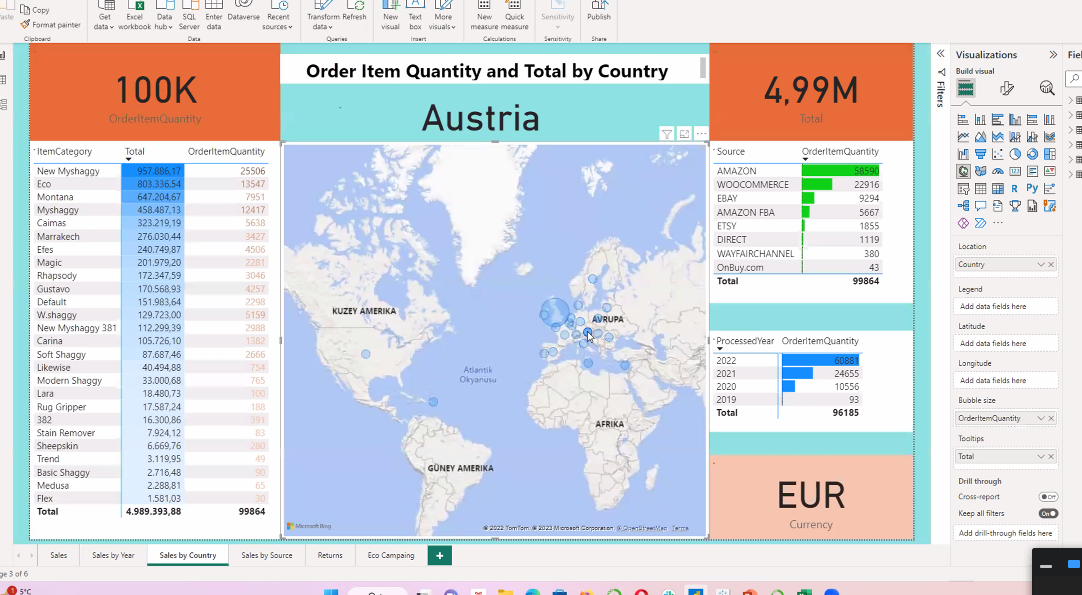 Copy
Format painter
Clipboard
Get data
Excel workbook
Data hub
SQL Server
Enter data
Dataverse
Recent sources
Data
Transform data
Refresh
Queries
New visual
Text box
More visuals
Insert
New measure
Quick measure
Calculations
Sensitivity
Sensitivity
Publish
Share
100K
OrderItemQuantity
Order Item Quantity and Total by Country
Austria
4,99M
Total
ItemCategory Total OrderItemQuantity
New Myshaggy 957.886,17 25506
Eco 803.336,54 13547
Montana 647.204,67 7951
Myshaggy 458.487,13 12417
Caimas 323.219,19 5638
Marrakech 276.030,44 3427
Efes 240.749,87 4506
Magic 201.979,20 2281
Rhapsody 172.347,59 3046
Gustavo 170.568,93 4257
Default 151.983,64 2298
W.shaggy 129.723,00 5159
New Myshaggy 381 112.299,39 2988
Carina 105.726,10 1382
Soft Shaggy 87.687,46 2666
Likewise 40.494,88 754
Modern Shaggy 33.000,68 765
Lara 18.480,73 100
Rug Gripper 17.587,24 188
382 16.300,86 391
Stain Remover 7.924,12 83
Sheepskin 6.669,76 280
Trend 3.119,95 49
Basic Shaggy 2.716,48 90
Medusa 2.288,81 65
Flex 1.581,03 30
Total 4.989.393,88 99864
KUZEY AMERIKA
AVRUPA
Atlantik
Okyanusu
AFRIKA
GÜNEY AMERIKA
Microsoft Bing
© 2022 TomTom, © 2023 Microsoft Corporation, © OpenStreetMap Terms
Source OrderItemQuantity
AMAZON 58590
WOOCOMMERCE 22916
EBAY 9294
AMAZON FBA 5667
ETSY 1855
DIRECT 1119
WAYFAIRCHANNEL 380
OnBuy.com 43
Total 99864
ProcessedYear OrderItemQuantity
2022 60881
2021 24655
2020 10556
2019 93
Total 96185
EUR
Currency
Filters
Visualizations
Build visual
Location
Country
Legend
Add data fields here
Latitude
Add data fields here
Longitude
Add data fields here
Bubble size
OrderItemQuantity
Tooltips
Total
Drill through
Cross-report Off
Keep all filters On
Add drill-through fields here
Sales
Sales by Year
Sales by Country
Sales by Source
Returns
Eco Campaing
ge 3 of 6
5°C